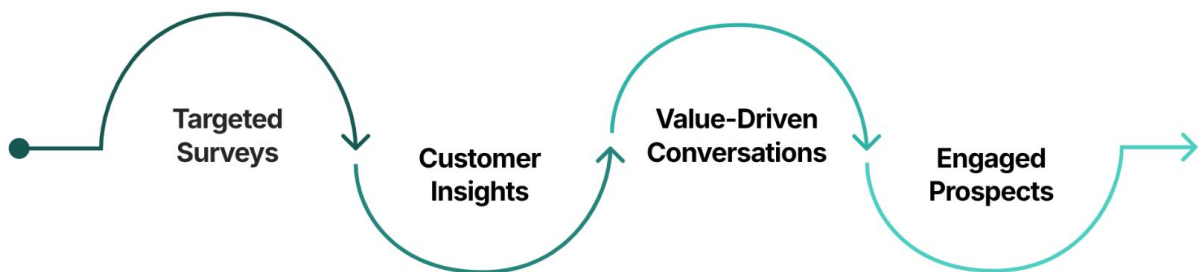 Targeted
Surveys
Customer
Insights
Value-Driven
Conversations
Engaged
Prospects